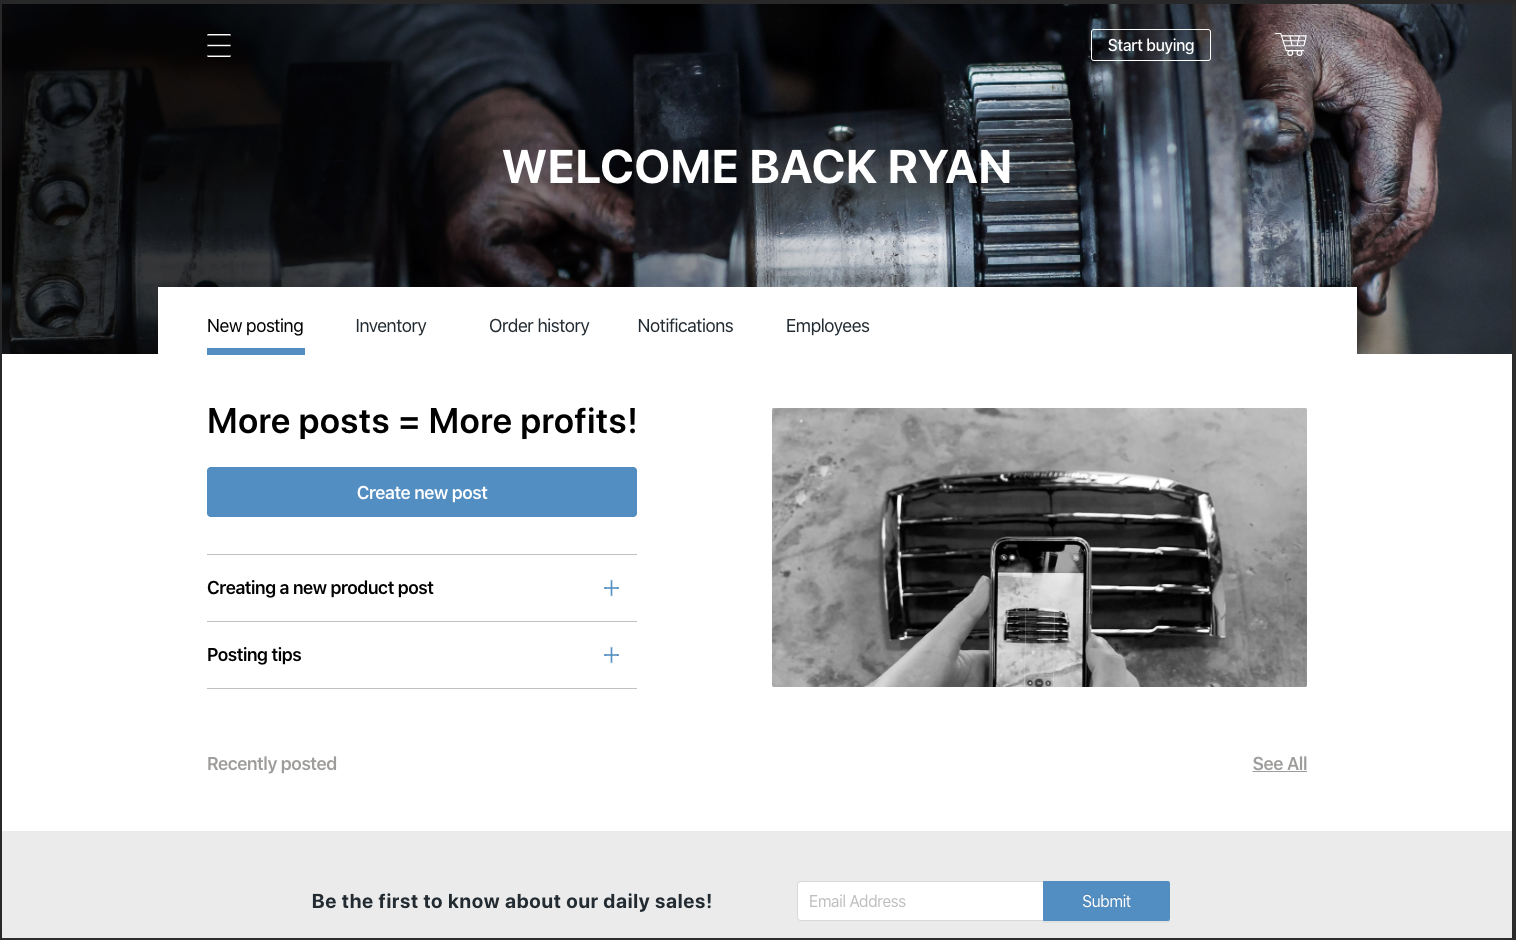 Start buying
WELCOME BACK RYAN
New posting
Inventory
Order history
Notifications
Employees
More posts = More profits!
Create new post
Creating a new product post
Posting tips
Recently posted
See All
Be the first to know about our daily sales!
Email Address
Submit